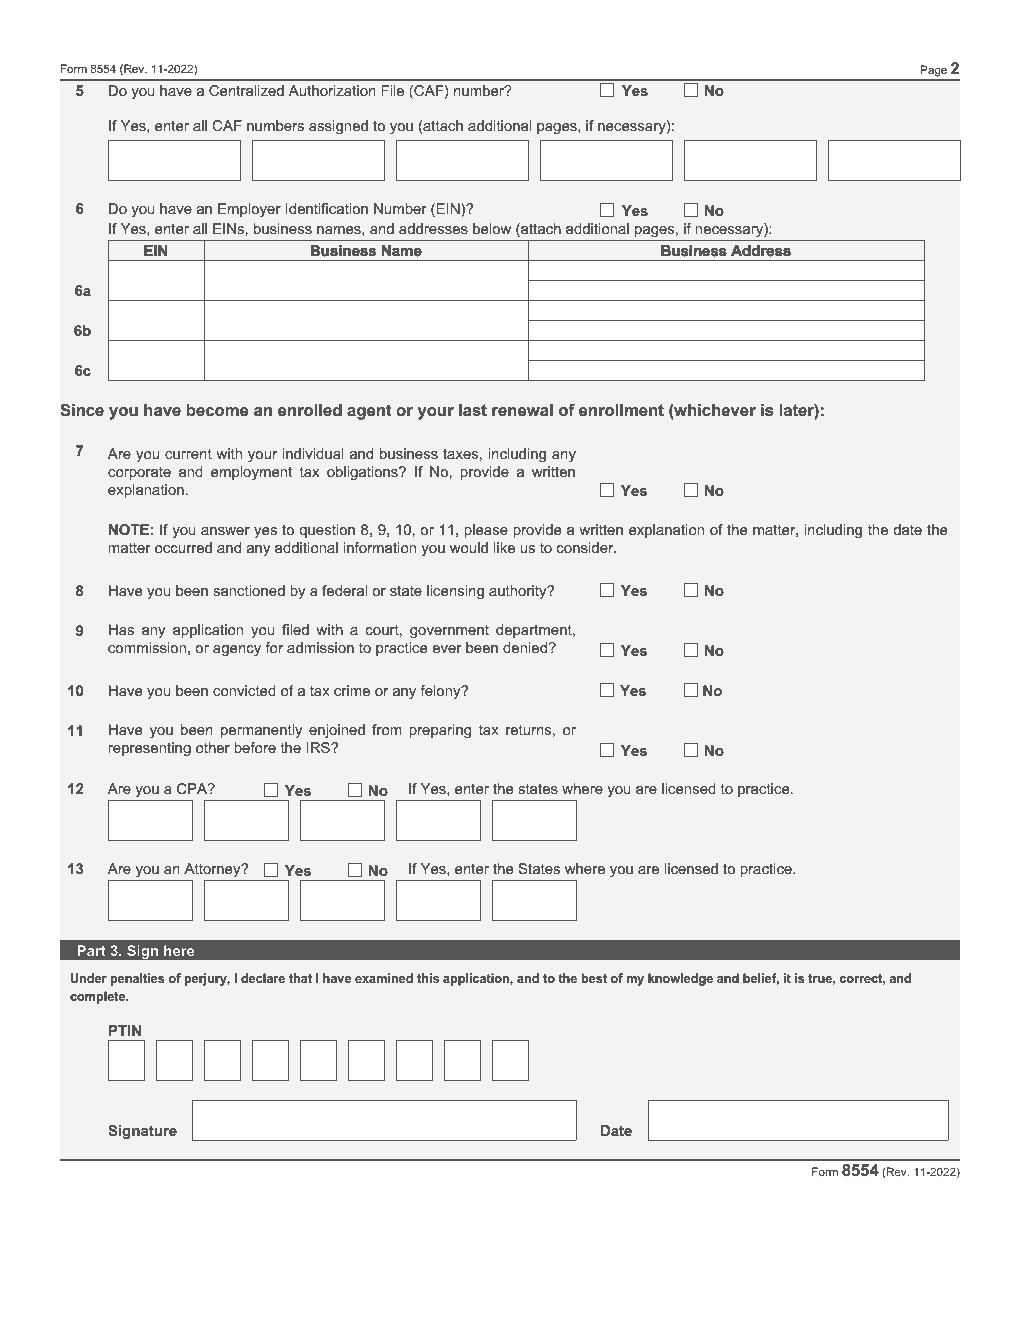 Form 8554 (Rev. 11-2022) Page 2
5 Do you have a Centralized Authorization File (CAF) number? Yes No
If Yes, enter all CAF numbers assigned to you (attach additional pages, if necessary):
6 Do you have an Employer Identification Number (EIN)? Yes No
If Yes, enter all EINs, business names, and addresses below (attach additional pages, if necessary):
EIN Business Name Business Address
6a
6b
6c
Since you have become an enrolled agent or your last renewal of enrollment (whichever is later):
7 Are you current with your individual and business taxes, including any
corporate and employment tax obligations? If No, provide a written
explanation. Yes No
NOTE: If you answer yes to question 8, 9, 10, or 11, please provide a written explanation of the matter, including the date the
matter occurred and any additional information you would like us to consider.
8 Have you been sanctioned by a federal or state licensing authority? Yes No
9 Has any application you filed with a court, government department,
commission, or agency for admission to practice ever been denied? Yes No
10 Have you been convicted of a tax crime or any felony? Yes No
11 Have you been permanently enjoined from preparing tax returns, or
representing other before the IRS? Yes No
12 Are you a CPA? Yes No If Yes, enter the states where you are licensed to practice.
13 Are you an Attorney? Yes No If Yes, enter the States where you are licensed to practice.
Part 3. Sign here
Under penalties of perjury, I declare that I have examined this application, and to the best of my knowledge and belief, it is true, correct, and
complete.
PTIN
Signature Date
Form 8554 (Rev. 11-2022)